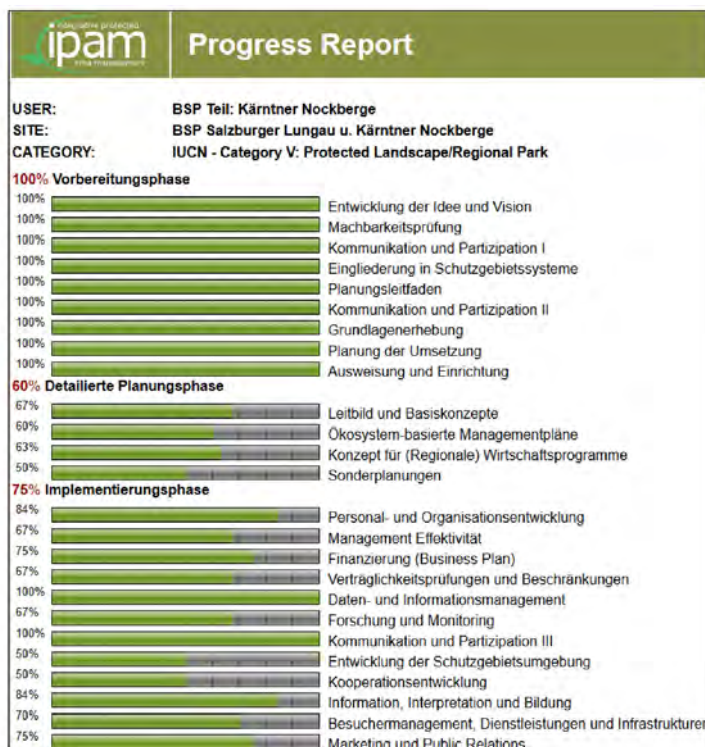 integrative protected
ipam
area management
Progress Report
USER: BSP Teil: Kärntner Nockberge
SITE: BSP Salzburger Lungau u. Kärntner Nockberge
CATEGORY: IUCN - Category V: Protected Landscape/Regional Park
100% Vorbereitungsphase
100% Entwicklung der Idee und Vision
100% Machbarkeitsprüfung
100% Kommunikation und Partizipation I
100% Eingliederung in Schutzgebietssysteme
100% Planungsleitfaden
100% Kommunikation und Partizipation II
100% Grundlagenerhebung
100% Planung der Umsetzung
100% Ausweisung und Einrichtung
60% Detailierte Planungsphase
67% Leitbild und Basiskonzepte
60% Ökosystem-basierte Managementpläne
63% Konzept für (Regionale) Wirtschaftsprogramme
50% Sonderplanungen
75% Implementierungsphase
84% Personal- und Organisationsentwicklung
67% Management Effektivität
75% Finanzierung (Business Plan)
67% Verträglichkeitsprüfungen und Beschränkungen
100% Daten- und Informationsmanagement
67% Forschung und Monitoring
100% Kommunikation und Partizipation III
50% Entwicklung der Schutzgebietsumgebung
50% Kooperationsentwicklung
84% Information, Interpretation und Bildung
70% Besuchermanagement, Dienstleistungen und Infrastrukturen
75% Marketing und Public Relations